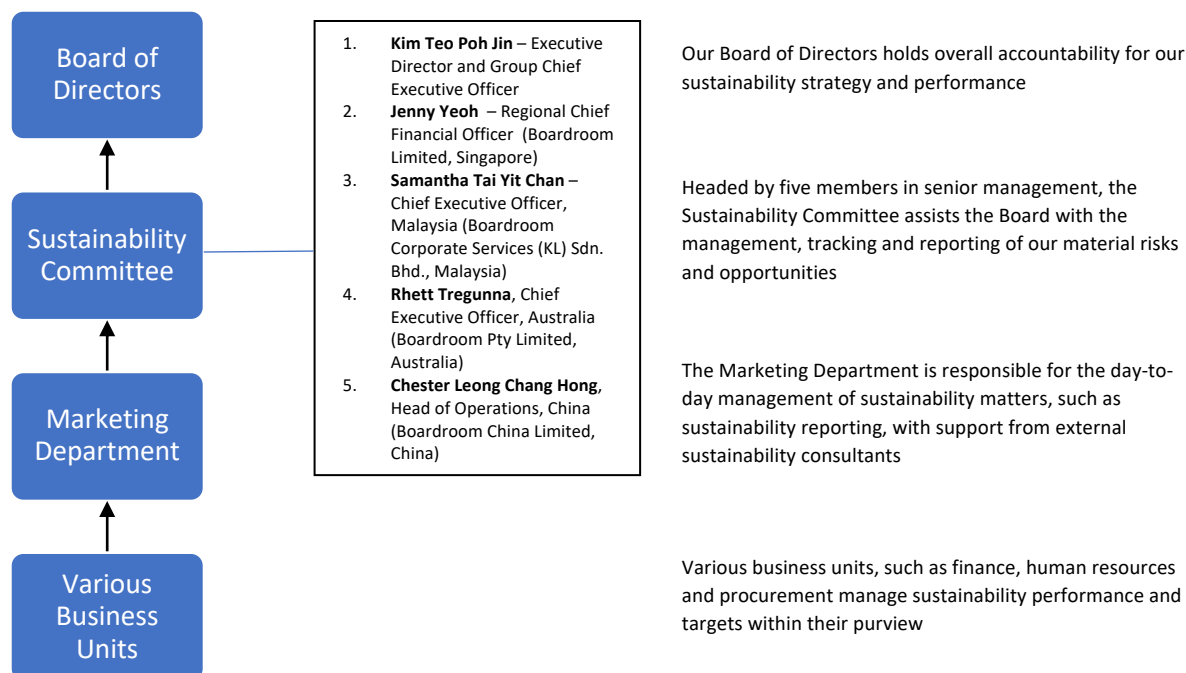 Board of
Directors
Sustainability
Committee
Marketing
Department
Various
Business
Units
1. Kim Teo Poh Jin – Executive
Director and Group Chief
Executive Officer
2. Jenny Yeoh – Regional Chief
Financial Officer (Boardroom
Limited, Singapore)
3. Samantha Tai Yit Chan –
Chief Executive Officer,
Malaysia (Boardroom
Corporate Services (KL) Sdn.
Bhd., Malaysia)
4. Rhett Tregunna, Chief
Executive Officer, Australia
(Boardroom Pty Limited,
Australia)
5. Chester Leong Chang Hong,
Head of Operations, China
(Boardroom China Limited,
China)
Our Board of Directors holds overall accountability for our
sustainability strategy and performance
Headed by five members in senior management, the
Sustainability Committee assists the Board with the
management, tracking and reporting of our material risks
and opportunities
The Marketing Department is responsible for the day-to-
day management of sustainability matters, such as
sustainability reporting, with support from external
sustainability consultants
Various business units, such as finance, human resources
and procurement manage sustainability performance and
targets within their purview